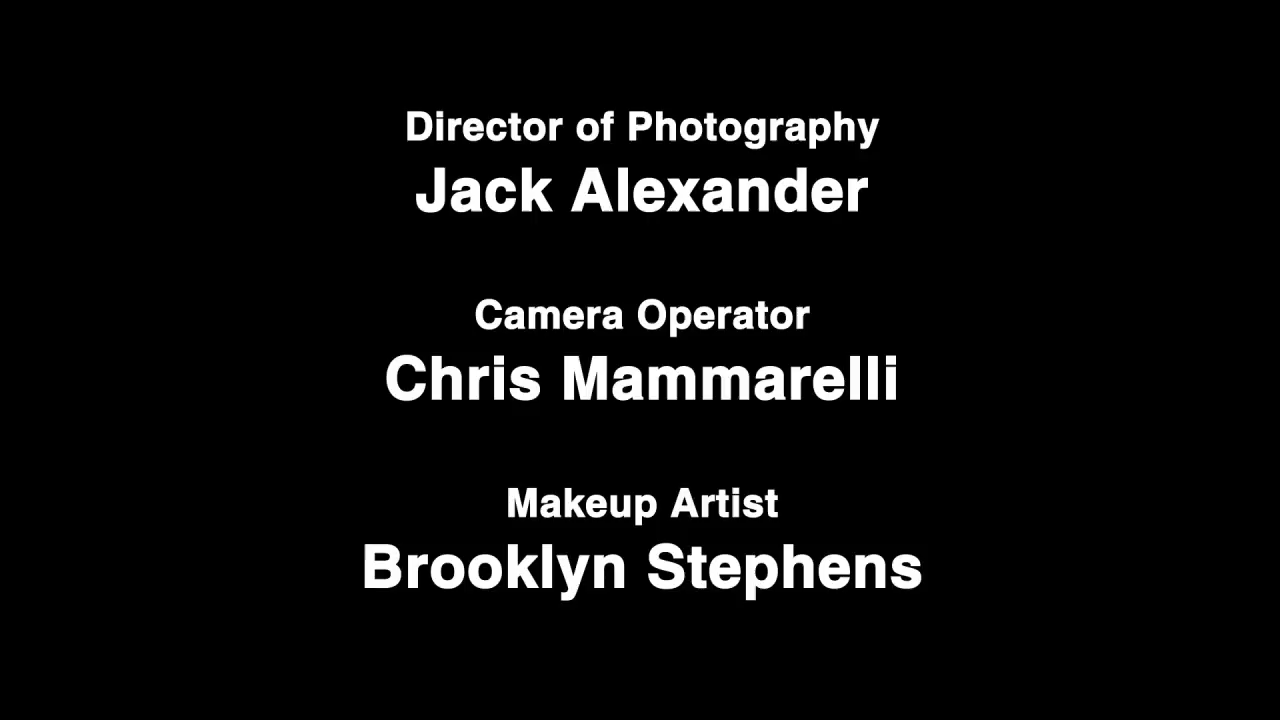 Director of Photography
Jack Alexander
Camera Operator
Chris Mammarelli
Makeup Artist
Brooklyn Stephens